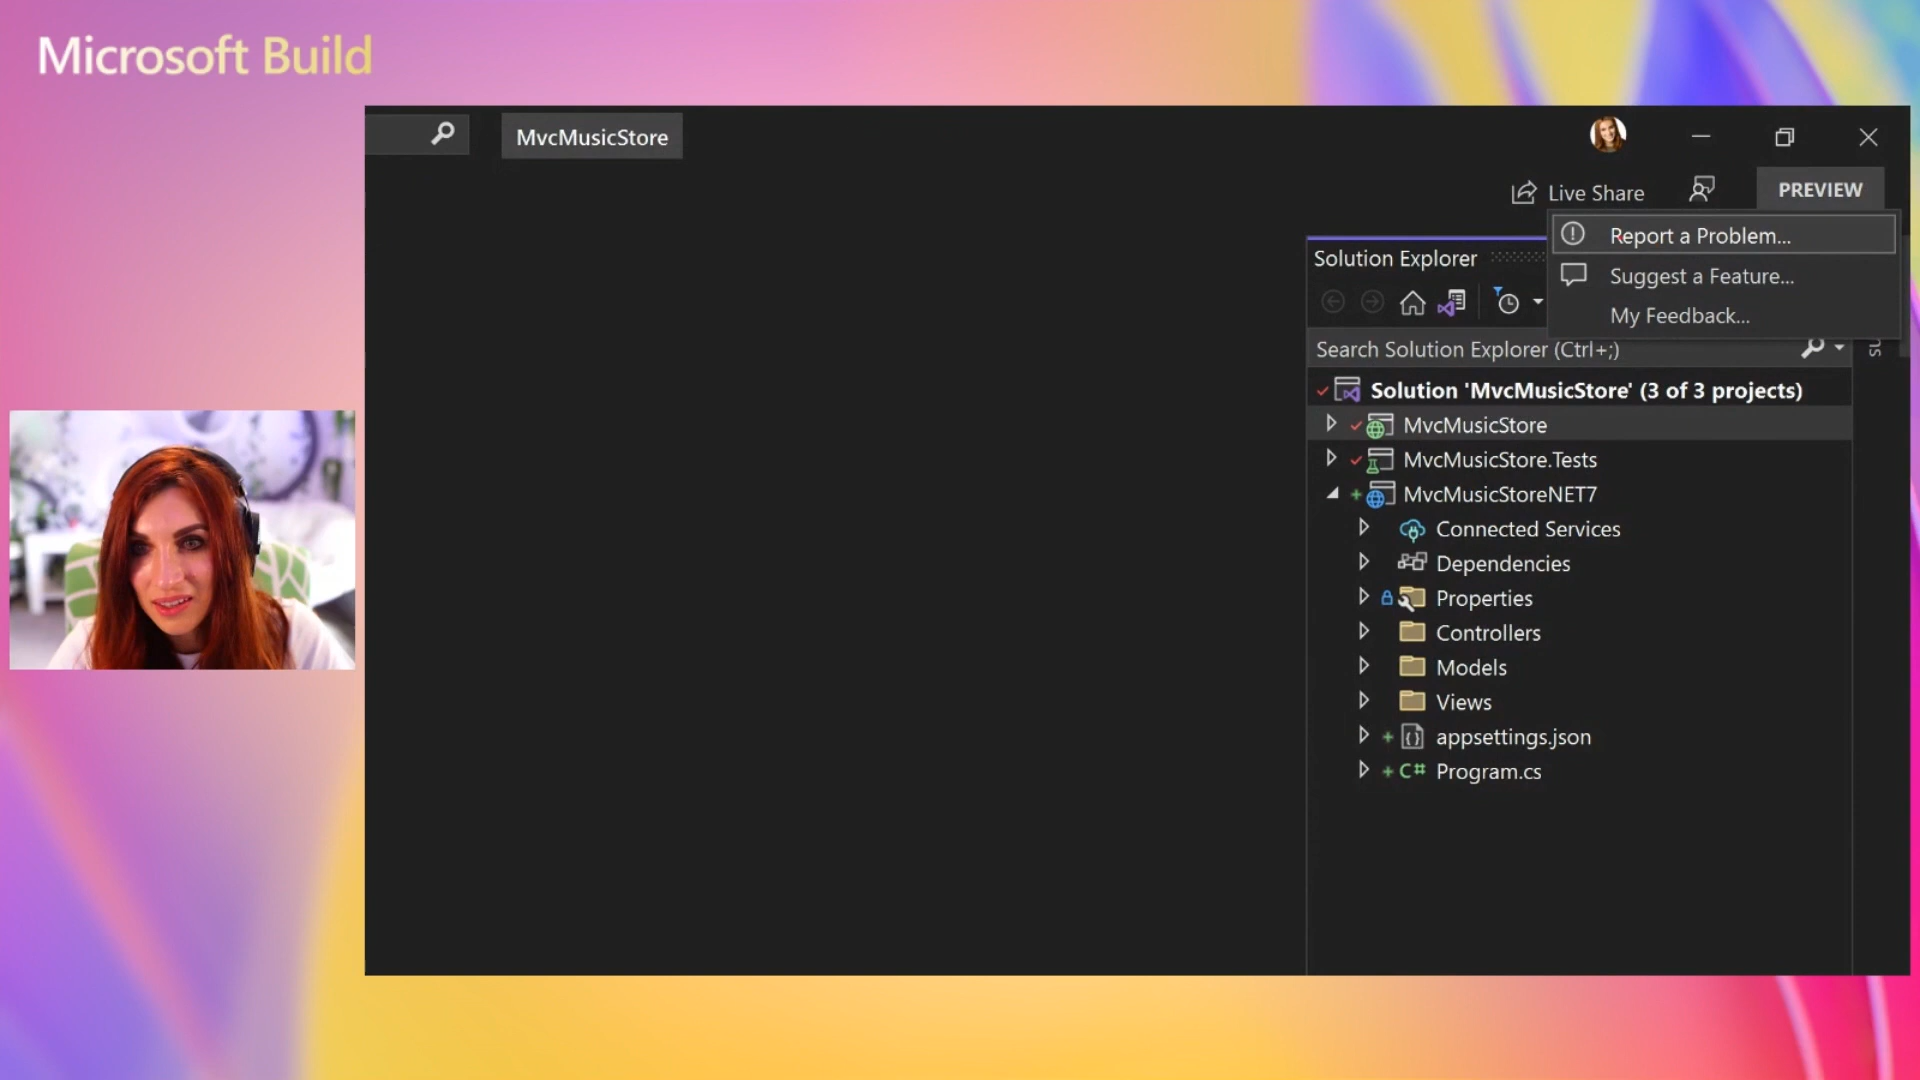 Microsoft Build
MvcMusicStore
Live Share
PREVIEW
Report a Problem...
Suggest a Feature...
My Feedback...
Solution Explorer
Search Solution Explorer (Ctrl+;)
Solution 'MvcMusicStore' (3 of 3 projects)
MvcMusicStore
MvcMusicStore.Tests
MvcMusicStoreNET7
Connected Services
Dependencies
Properties
Controllers
Models
Views
appsettings.json
C# Program.cs